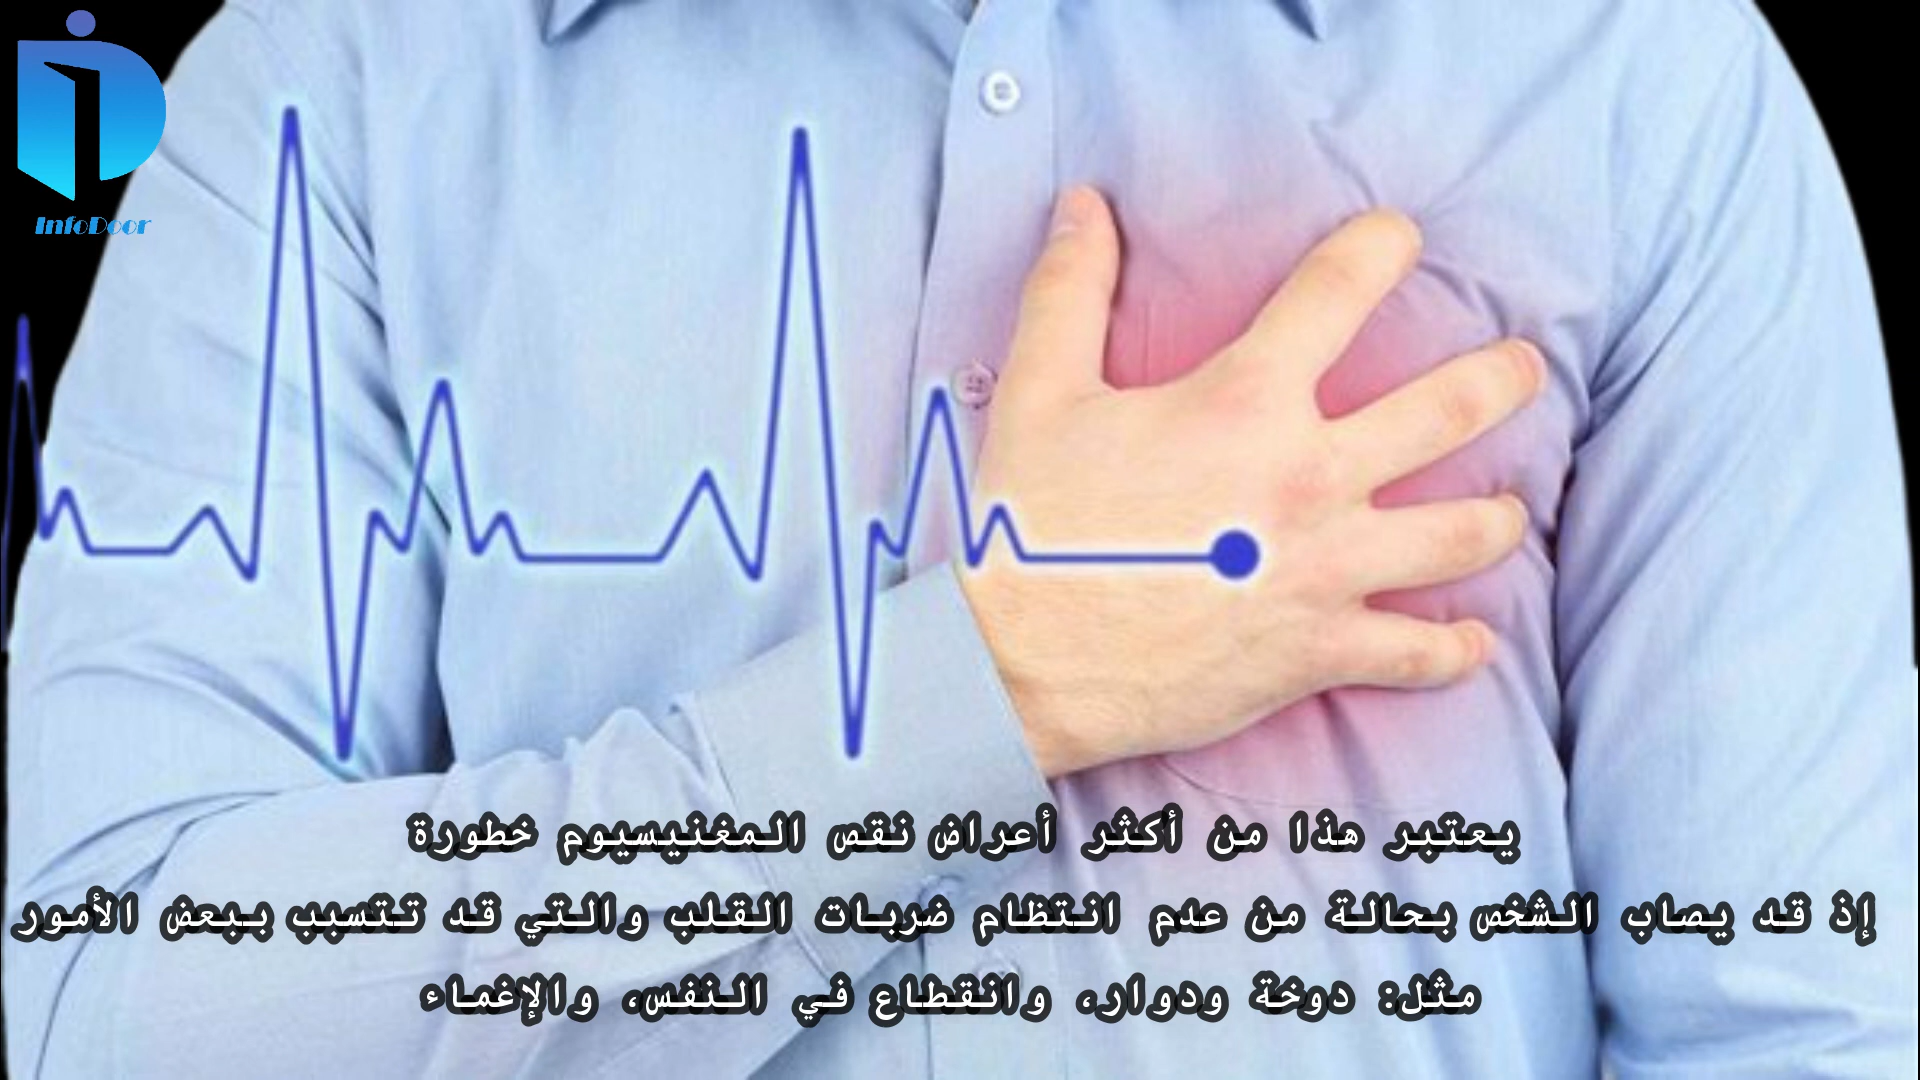 InfoDoor
يعتبر هذا من أكثر أعراض نقص المغنيسيوم خطورة
إذ قد يصاب الشخص بحالة من عدم انتظام ضربات القلب والتي قد تتسبب ببعض الأمور
مثل: دوخة ودوار، وانقطاع في النفس، والإغماء